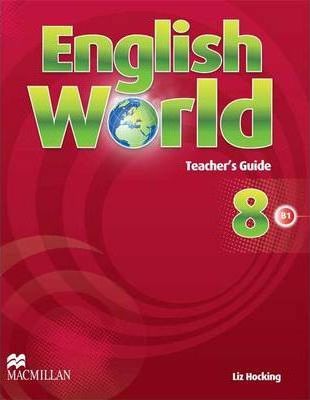 English
World
Teacher's Guide
8 B1
MACMILLAN
Liz Hocking